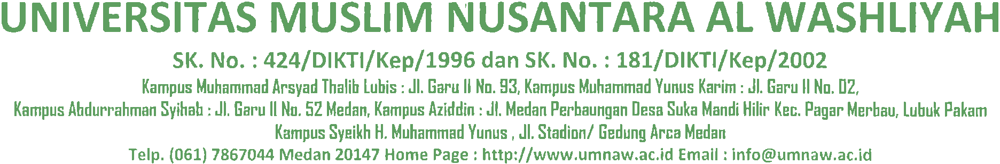 UNIVERSITAS MUSLIM NUSANTARA AL WASHLIYAH
SK. No. : 424/DIKTI/Kep/1996 dan SK. No. : 181/DIKTI/Kep/2002
Kampus Muhammad Arsyad Thalib Lubis : Jl. Garu II No. 93, Kampus Muhammad Yunus Karim : Jl. Garu II No. 02,
Kampus Abdurrahman Syihab : Jl. Garu II No. 52 Medan, Kampus Aziddin : Jl. Medan Perbaungan Desa Suka Mandi Hilir Kec. Pagar Merbau, Lubuk Pakam
Kampus Syeikh H. Muhammad Yunus , Jl. Stadion/ Gedung Arca Medan
Telp. (061) 7867044 Medan 20147 Home Page : http://www.umnaw.ac.id Email : info@umnaw.ac.id